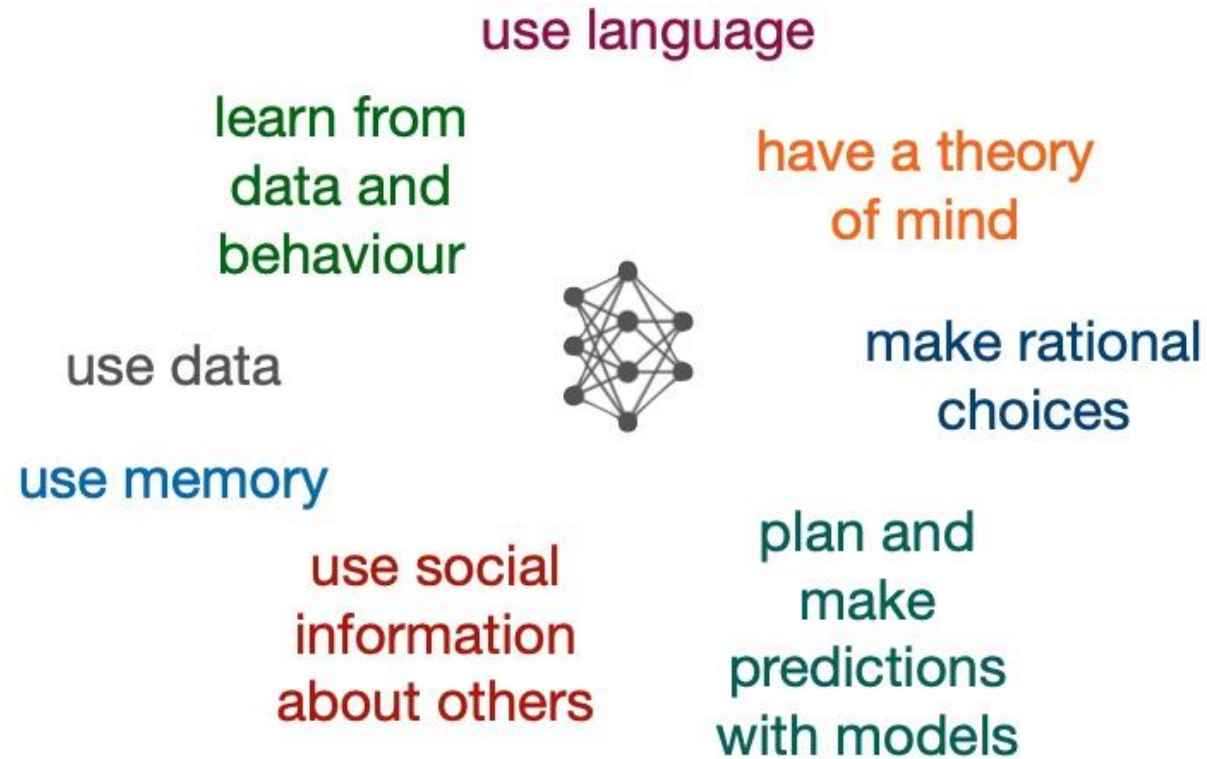 use language
learn from
data and
behaviour
have a theory
of mind
use data
make rational
choices
use memory
use social
information
about others
plan and
make
predictions
with models